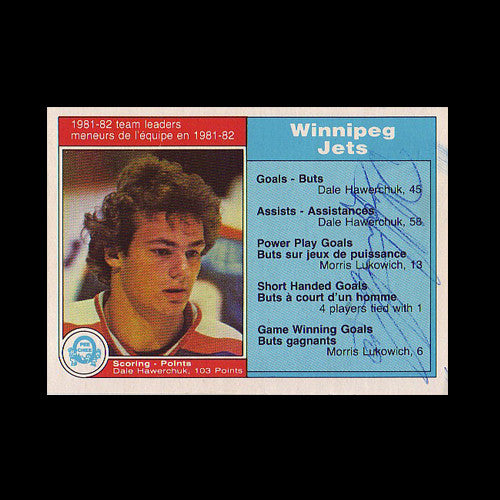 1981-82 team leaders
meneurs de l'équipe en 1981-82
Scoring - Points
Dale Hawerchuk, 103 Points
Winnipeg
Jets
Goals - Buts
Dale Hawerchuk, 45
Assists - Assistances
Dale Hawerchuk, 58
Power Play Goals
Buts sur jeux de puissance
Morris Lukowich, 13
Short Handed Goals
Buts à court d'un homme
4 players tied with 1
Game Winning Goals
Buts gagnants
Morris Lukowich, 6